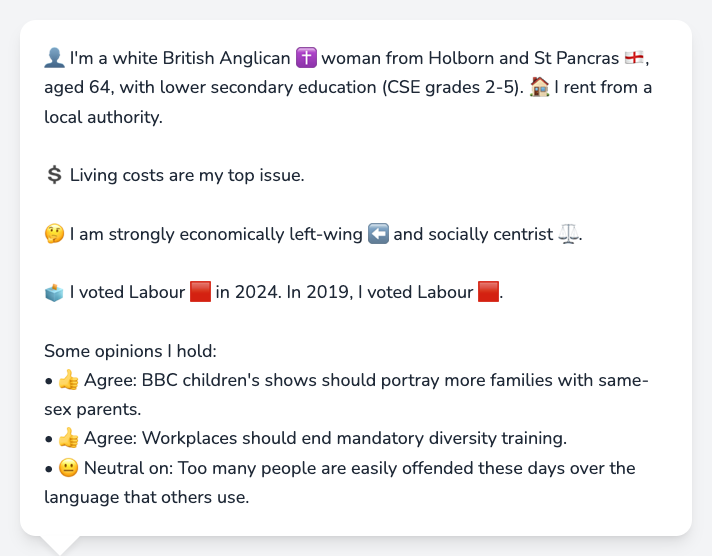 👤 I'm a white British Anglican ✝️ woman from Holborn and St Pancras 🏴󠁧󠁢󠁥󠁮󠁧󠁿,
aged 64, with lower secondary education (CSE grades 2-5). 🏠 I rent from a
local authority.
💲 Living costs are my top issue.
🤔 I am strongly economically left-wing ⬅️ and socially centrist ⚖️.
🗳️ I voted Labour 🟥 in 2024. In 2019, I voted Labour 🟥.
Some opinions I hold:
• 👍 Agree: BBC children's shows should portray more families with same-
sex parents.
• 👍 Agree: Workplaces should end mandatory diversity training.
• 😐 Neutral on: Too many people are easily offended these days over the
language that others use.